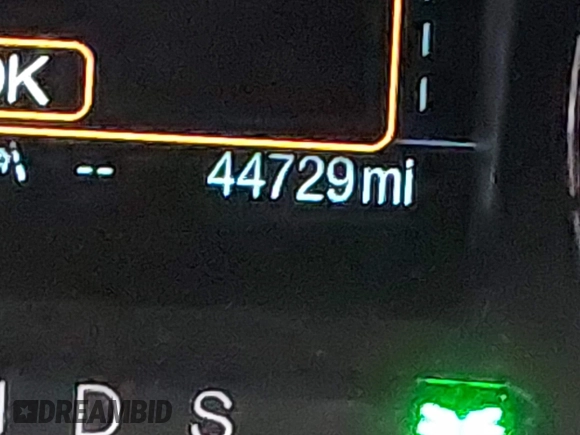 OK
-- 44729mi
D S
DREAMBID